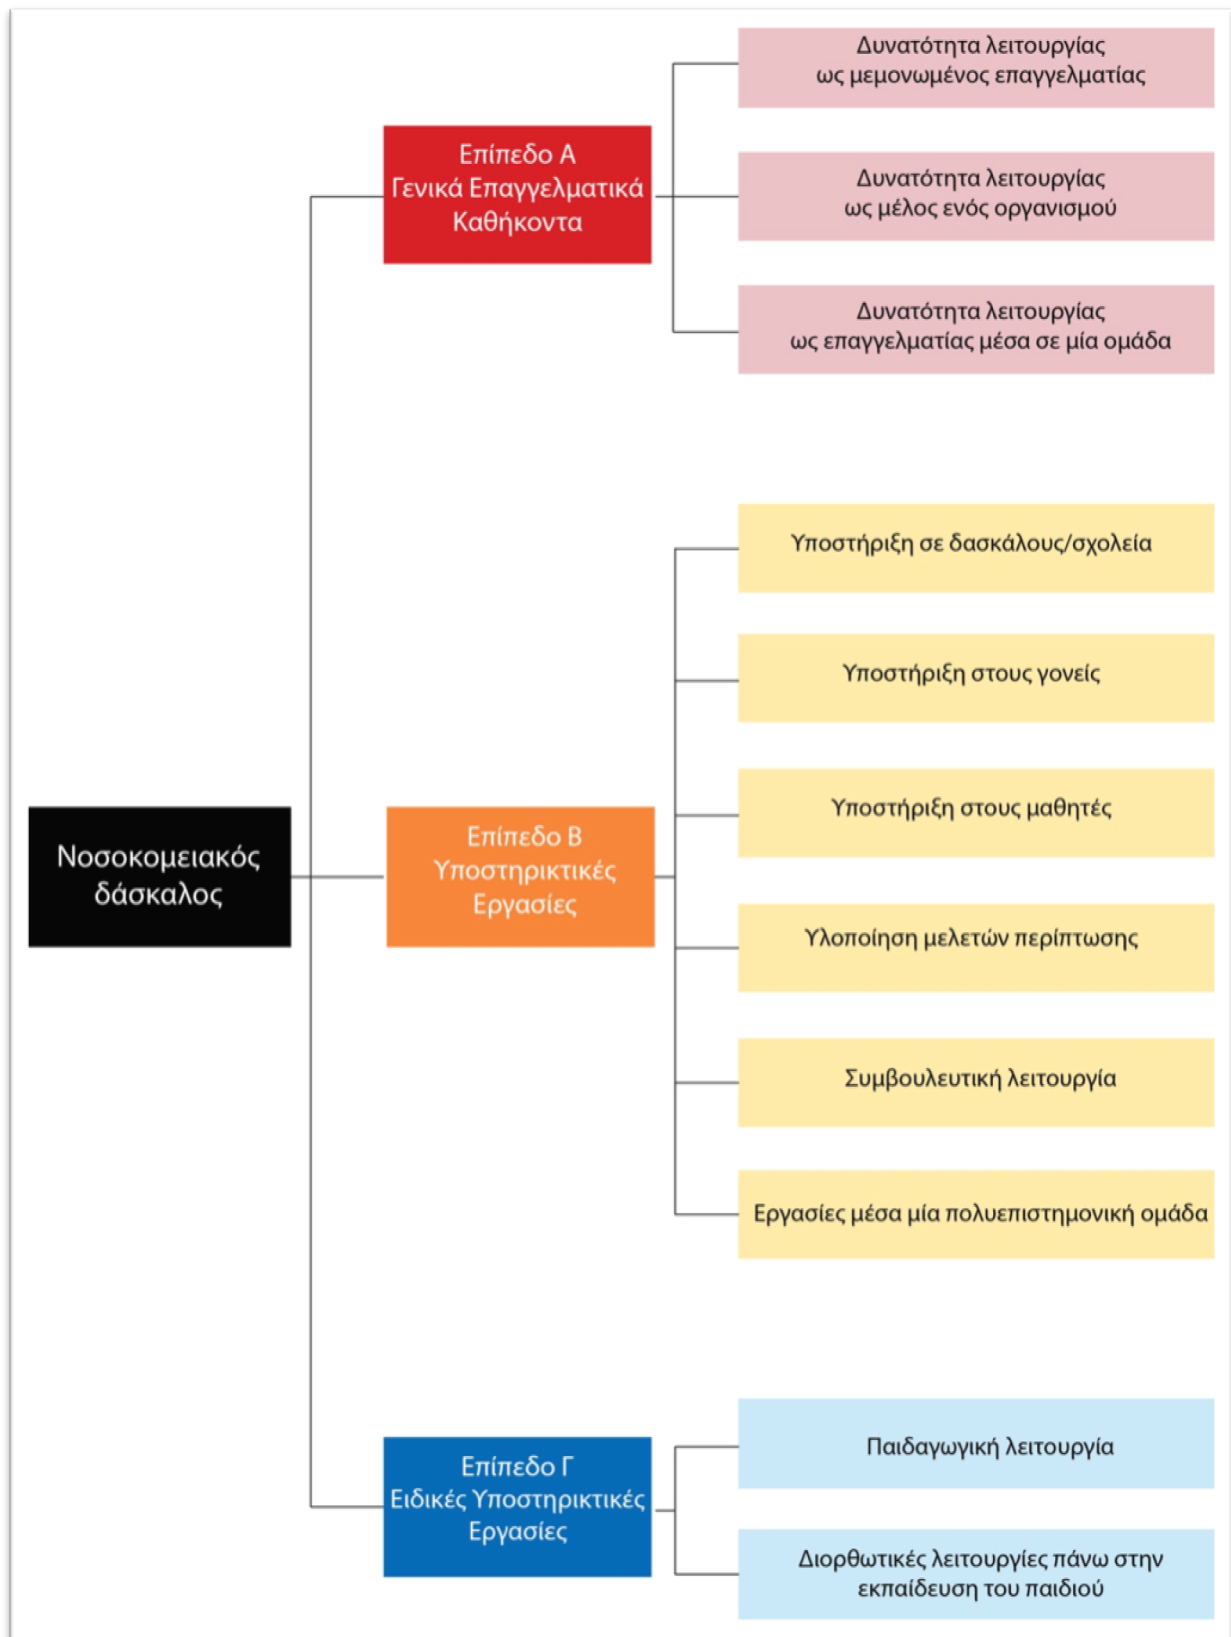 Δυνατότητα λειτουργίας
ως μεμονωμένος επαγγελματίας
Επίπεδο Α
Γενικά Επαγγελματικά
Καθήκοντα
Δυνατότητα λειτουργίας
ως μέλος ενός οργανισμού
Δυνατότητα λειτουργίας
ως επαγγελματίας μέσα σε μία ομάδα
Υποστήριξη σε δασκάλους/σχολεία
Υποστήριξη στους γονείς
Υποστήριξη στους μαθητές
Νοσοκομειακός
δάσκαλος
Επίπεδο Β
Υποστηρικτικές
Εργασίες
Υλοποίηση μελετών περίπτωσης
Συμβουλευτική λειτουργία
Εργασίες μέσα μία πολυεπιστημονική ομάδα
Επίπεδο Γ
Ειδικές Υποστηρικτικές
Εργασίες
Παιδαγωγική λειτουργία
Διορθωτικές λειτουργίες πάνω στην
εκπαίδευση του παιδιού